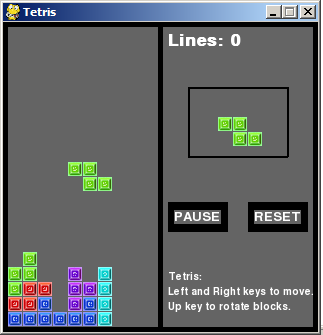 Tetris
Lines: 0
PAUSE
RESET
Tetris:
Left and Right keys to move.
Up key to rotate blocks.